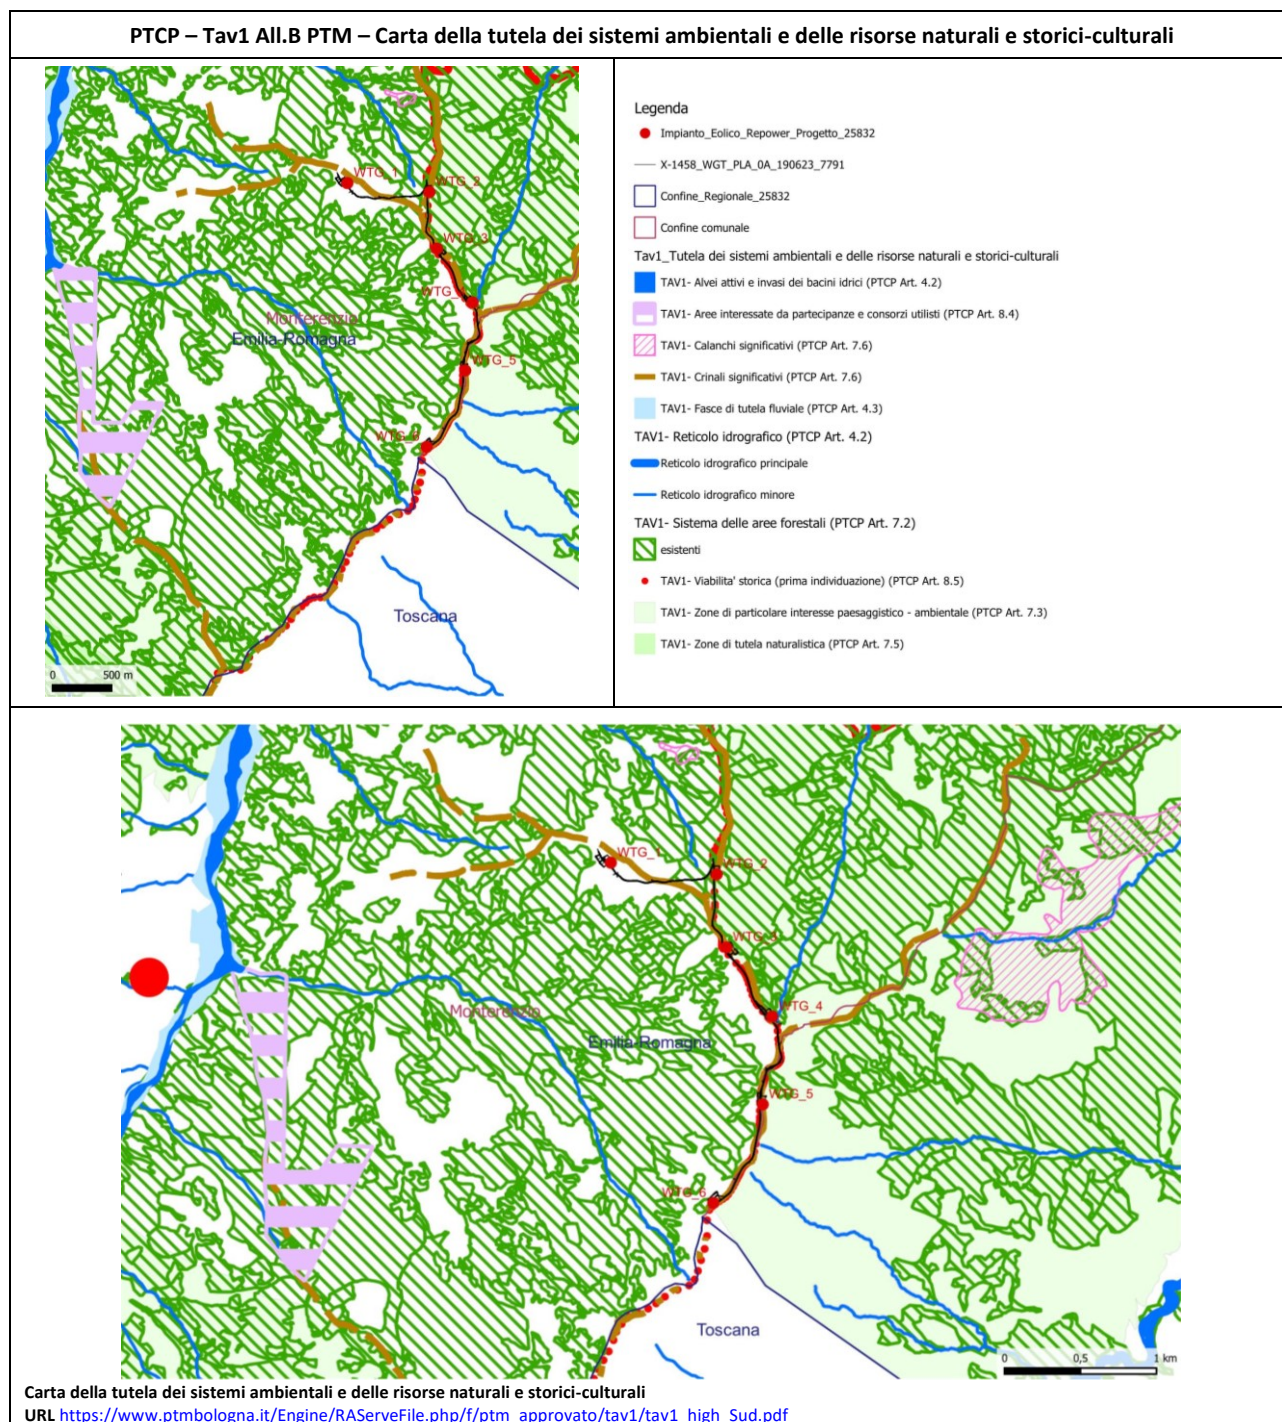 PTCP – Tav1 All.B PTM – Carta della tutela dei sistemi ambientali e delle risorse naturali e storici-culturali
WTG_1
WTG_2
WTG_3
WTG_
WTG_5
WTG_6
Monterenzio
Emilia-Romagna
Toscana
0 500 m
Legenda
Impianto_Eolico_Repower_Progetto_25832
X-1458_WGT_PLA_0A_190623_7791
Confine_Regionale_25832
Confine comunale
Tav1_Tutela dei sistemi ambientali e delle risorse naturali e storici-culturali
TAV1- Alvei attivi e invasi dei bacini idrici (PTCP Art. 4.2)
TAV1- Aree interessate da partecipanze e consorzi utilisti (PTCP Art. 8.4)
TAV1- Calanchi significativi (PTCP Art. 7.6)
TAV1- Crinali significativi (PTCP Art. 7.6)
TAV1- Fasce di tutela fluviale (PTCP Art. 4.3)
TAV1- Reticolo idrografico (PTCP Art. 4.2)
Reticolo idrografico principale
Reticolo idrografico minore
TAV1- Sistema delle aree forestali (PTCP Art. 7.2)
esistenti
TAV1- Viabilita' storica (prima individuazione) (PTCP Art. 8.5)
TAV1- Zone di particolare interesse paesaggistico - ambientale (PTCP Art. 7.3)
TAV1- Zone di tutela naturalistica (PTCP Art. 7.5)
WTG_1
WTG_2
WTG_3
WTG_4
WTG_5
WTG_6
Monterenzio
Emilia-Romagna
Toscana
0 0,5 1 km
Carta della tutela dei sistemi ambientali e delle risorse naturali e storici-culturali
URL https://www.ptmbologna.it/Engine/RAServeFile.php/f/ptm_approvato/tav1/tav1_high_Sud.pdf